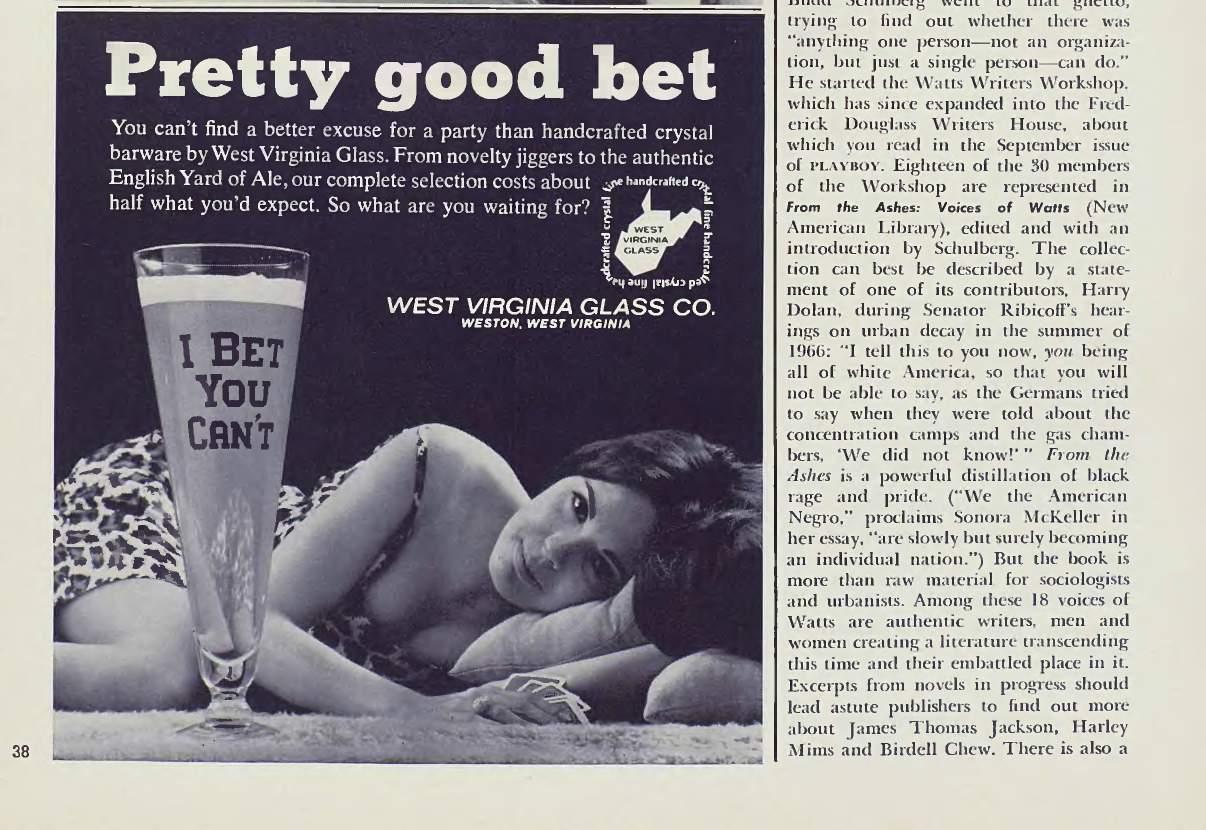 Pretty good bet
You can't find a better excuse for a party than handcrafted crystal
barware by West Virginia Glass. From novelty jiggers to the authentic
English Yard of Ale, our complete selection costs about
half what you'd expect. So what are you waiting for?
fine handcrafted crystal fine handcrafted crystal fine handcrafted crystal
WEST
VIRGINIA
GLASS
WEST VIRGINIA GLASS CO.
WESTON, WEST VIRGINIA
I BET
YOU
CAN'T
38
Budd Schulberg went to that ghetto,
trying to find out whether there was
"anything one person—not an organiza-
tion, but just a single person—can do."
He started the Watts Writers Workshop,
which has since expanded into the Fred-
erick Douglass Writers House, about
which you read in the September issue
of PLAYBOY. Eighteen of the 30 members
of the Workshop are represented in
From the Ashes: Voices of Watts (New
American Library), edited and with an
introduction by Schulberg. The collec-
tion can best be described by a state-
ment of one of its contributors, Harry
Dolan, during Senator Ribicoff's hear-
ings on urban decay in the summer of
1966: "I tell this to you now, you being
all of white America, so that you will
not be able to say, as the Germans tried
to say when they were told about the
concentration camps and the gas cham-
bers, 'We did not know!' " From the
Ashes is a powerful distillation of black
rage and pride. ("We the American
Negro," proclaims Sonora McKeller in
her essay, "are slowly but surely becoming
an individual nation.") But the book is
more than raw material for sociologists
and urbanists. Among these 18 voices of
Watts are authentic writers, men and
women creating a literature transcending
this time and their embattled place in it.
Excerpts from novels in progress should
lead astute publishers to find out more
about James Thomas Jackson, Harley
Mims and Birdell Chew. There is also a